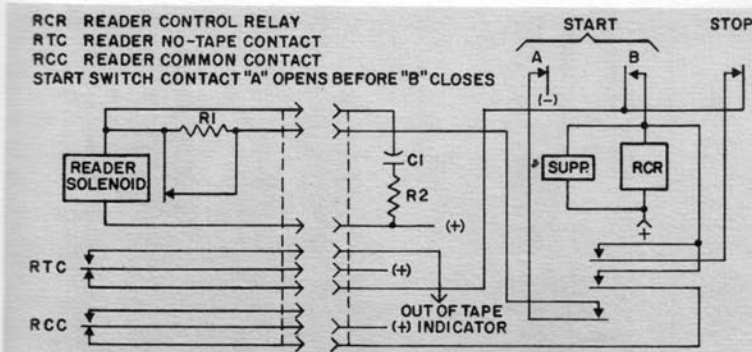 RCR READER CONTROL RELAY
RTC READER NO-TAPE CONTACT
RCC READER COMMON CONTACT
START SWITCH CONTACT "A" OPENS BEFORE "B" CLOSES
START
STOP
A
B
(-)
R1
READER
SOLENOID
C1
R2
SUPP.
RCR
(+)
+
RTC
(+)
OUT OF TAPE
INDICATOR
RCC
(+)